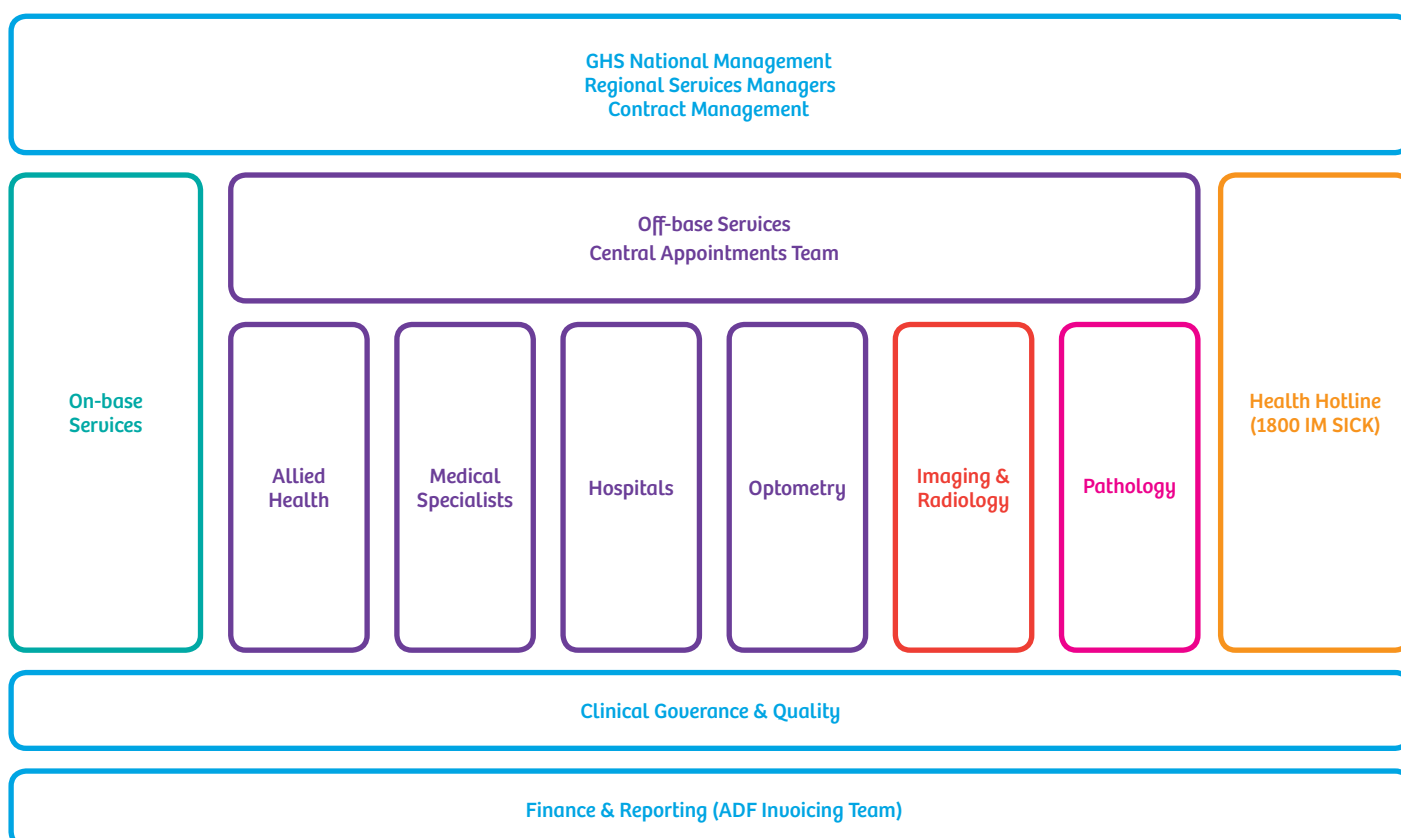 GHS National Management
Regional Services Managers
Contract Management
Off-base Services
Central Appointments Team
On-base
Services
Allied
Health
Medical
Specialists
Hospitals
Optometry
Imaging &
Radiology
Pathology
Health Hotline
(1800 IM SICK)
Clinical Goverance & Quality
Finance & Reporting (ADF Invoicing Team)